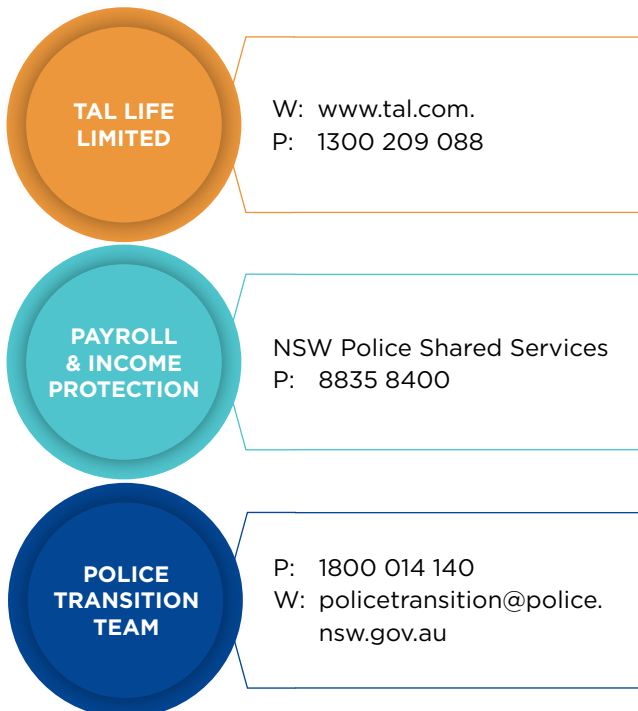 TAL LIFE
LIMITED
W: www.tal.com.
P: 1300 209 088
PAYROLL
& INCOME
PROTECTION
NSW Police Shared Services
P: 8835 8400
POLICE
TRANSITION
TEAM
P: 1800 014 140
W: policetransition@police.
nsw.gov.au